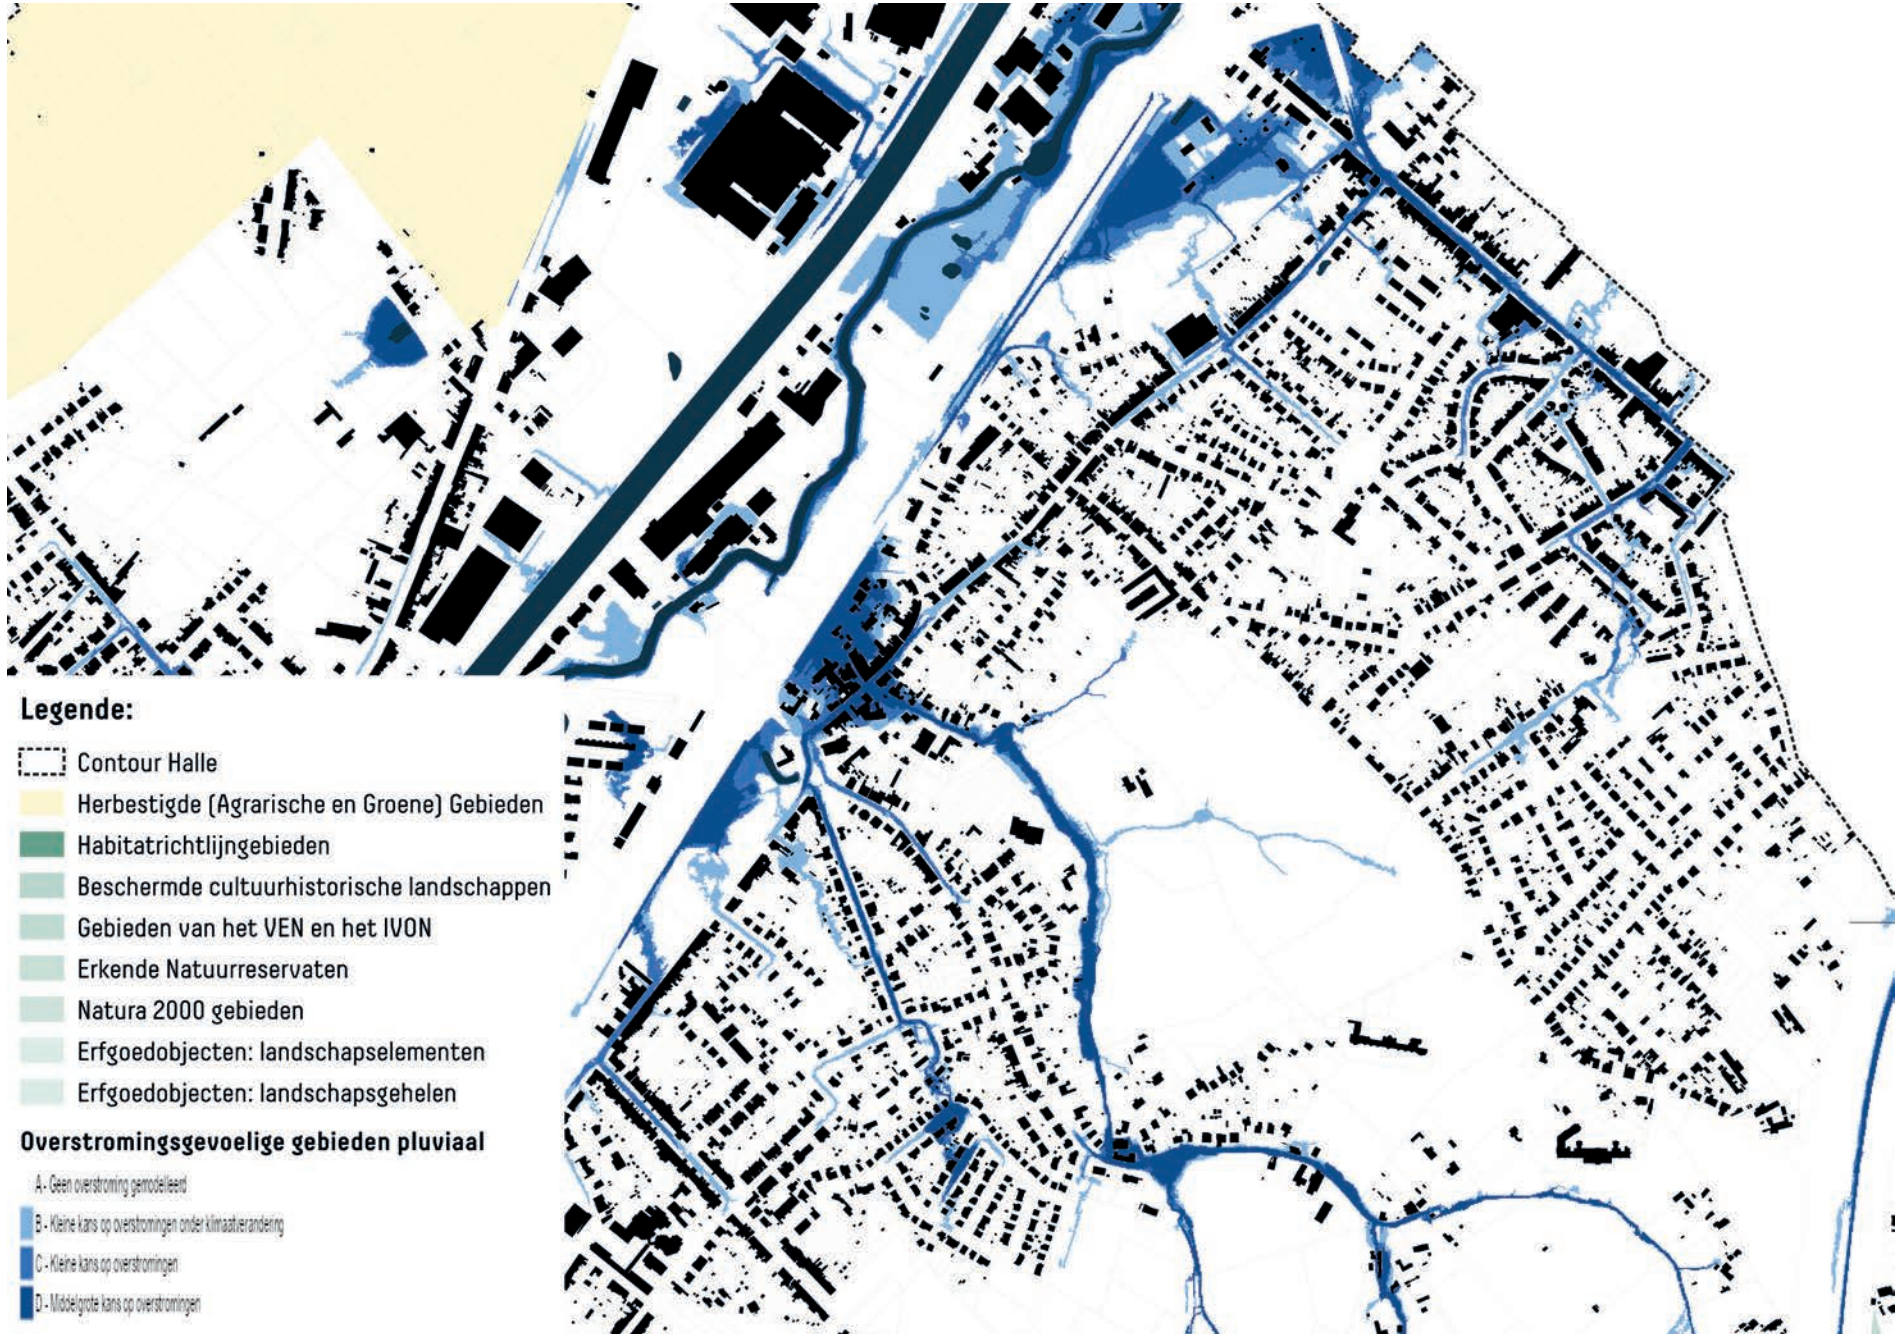 Legende:
Contour Halle
Herbestigde (Agrarische en Groene) Gebieden
Habitatrichtlijngebieden
Beschermde cultuurhistorische landschappen
Gebieden van het VEN en het IVON
Erkende Natuurreservaten
Natura 2000 gebieden
Erfgoedobjecten: landschapselementen
Erfgoedobjecten: landschapsgehelen
Overstromingsgevoelige gebieden pluviaal
A - Geen overstroming gemodelleerd
B - Kleine kans op overstromingen onder klimaatverandering
C - Kleine kans op overstromingen
D - Middelgrote kans op overstromingen